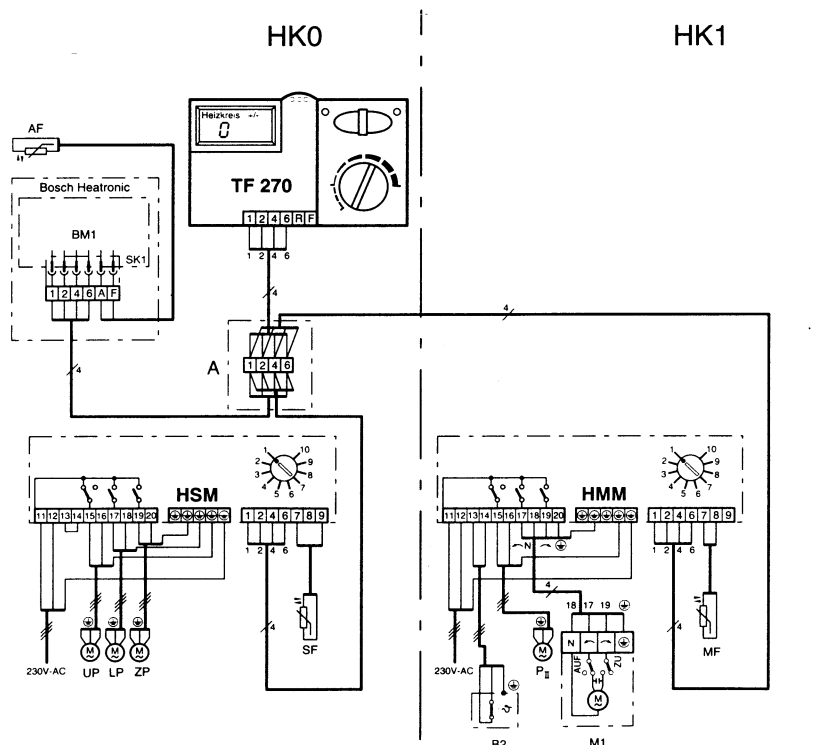 HK0
HK1
AF
Heizkreis +/-
0
TF 270
1 2 4 6 R F
1 2 4 6
Bosch Heatronic
BM1
SK1
1 2 4 6 A F
4
4
4
A
1 2 4 6
HSM
1 2 3 4 5 6 7 8 9 10
11 12 13 14 15 16 17 18 19 20
1 2 4 6 7 8 9
1 2 4 6
4
M
M
M
230V-AC
UP
LP
ZP
SF
HMM
1 2 3 4 5 6 7 8 9 10
11 12 13 14 15 16 17 18 19 20
1 2 4 6 7 8 9
N
1 2 4 6
4
4
18 17 19
N
AUF
ZU
M
M
230V-AC
PII
MF
B2
M1